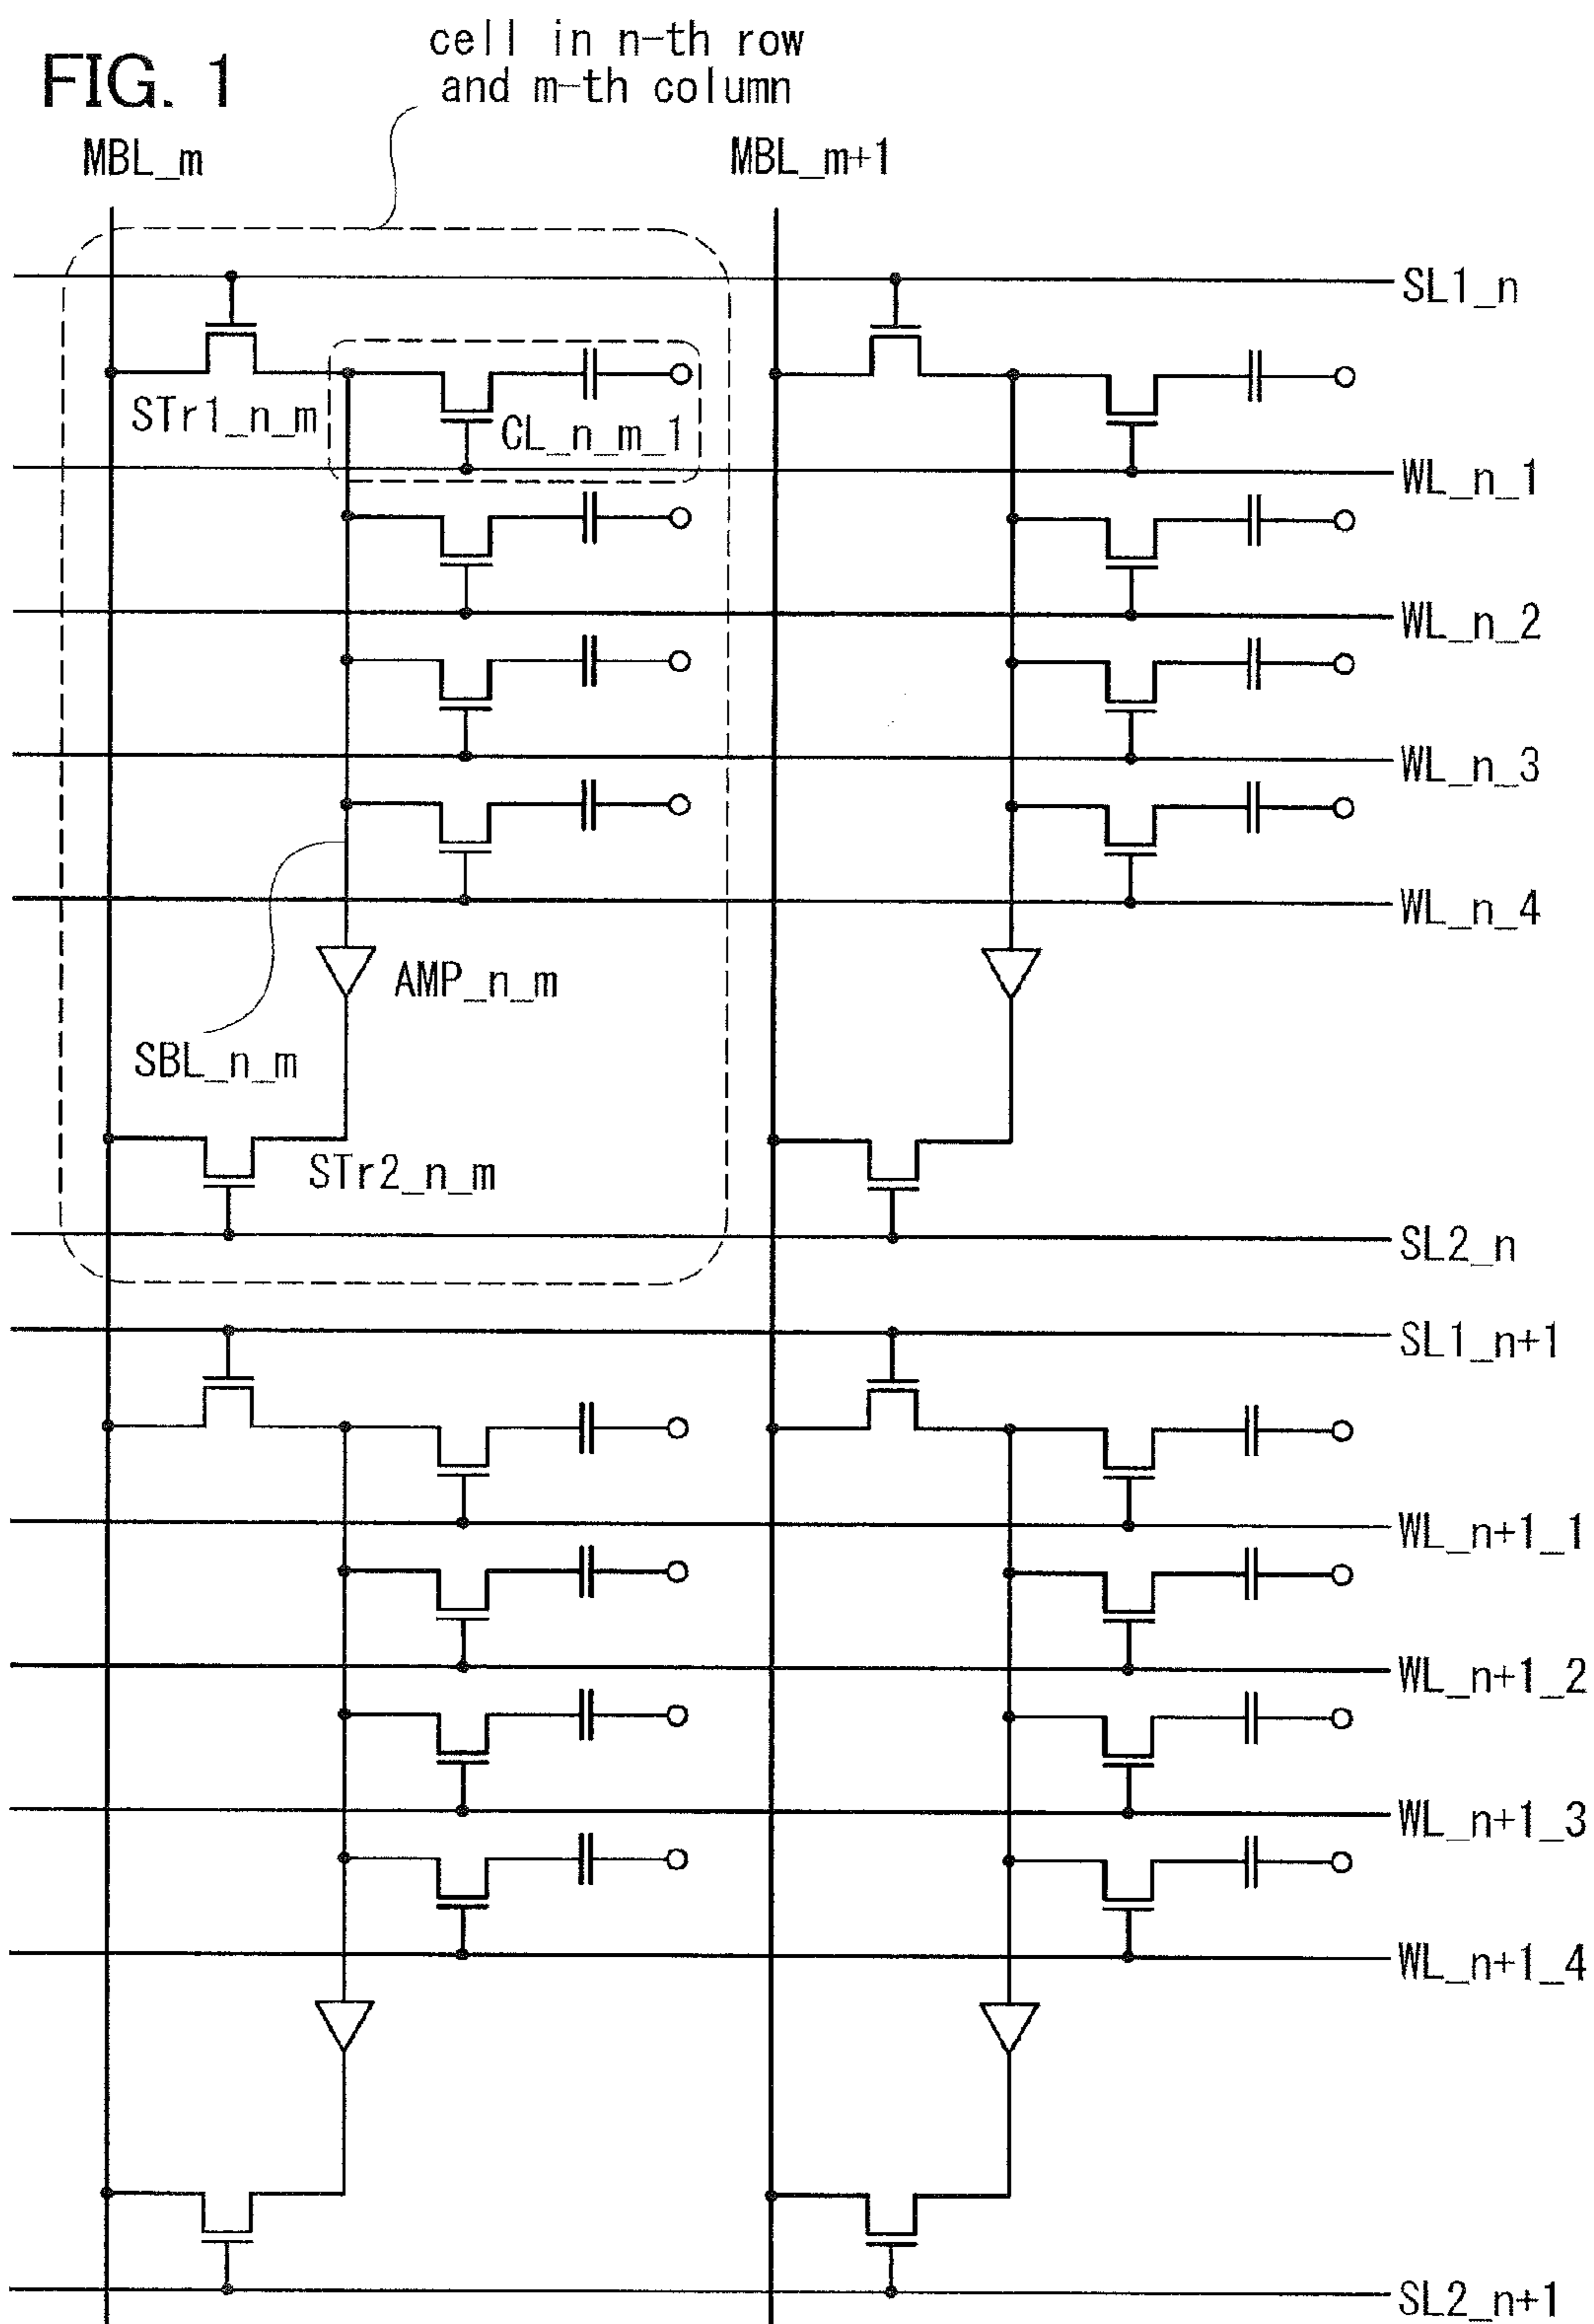 FIG. 1
cell in n-th row
and m-th column
MBL_m
MBL_m+1
SL1_n
STr1_n_m
CL_n_m_1
WL_n_1
WL_n_2
WL_n_3
WL_n_4
AMP_n_m
SBL_n_m
STr2_n_m
SL2_n
SL1_n+1
WL_n+1_1
WL_n+1_2
WL_n+1_3
WL_n+1_4
SL2_n+1